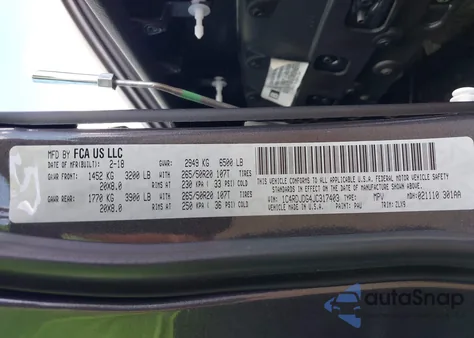 MFD BY FCA US LLC
DATE OF MFR(BUILT): 2-18 GVWR: 2949 KG 6500 LB
GAWR FRONT: 1452 KG 3200 LB WITH 265/50R20 107T TIRES
20X8.0 RIMS AT 230 KPA ( 33 PSI) COLD
GAWR REAR: 1770 KG 3900 LB WITH 265/50R20 107T TIRES
20X8.0 RIMS AT 250 KPA ( 36 PSI) COLD
THIS VEHICLE CONFORMS TO ALL APPLICABLE U.S.A. FEDERAL MOTOR VEHICLE SAFETY
STANDARDS IN EFFECT ON THE DATE OF MANUFACTURE SHOWN ABOVE.
VIN: 1C4RDJDG4JC317403 TYPE: MPV MDH: 021110 301AA
VEHICLE MADE IN U.S.A. PAINT: PAU TRIM: ZLX9
autoSnap